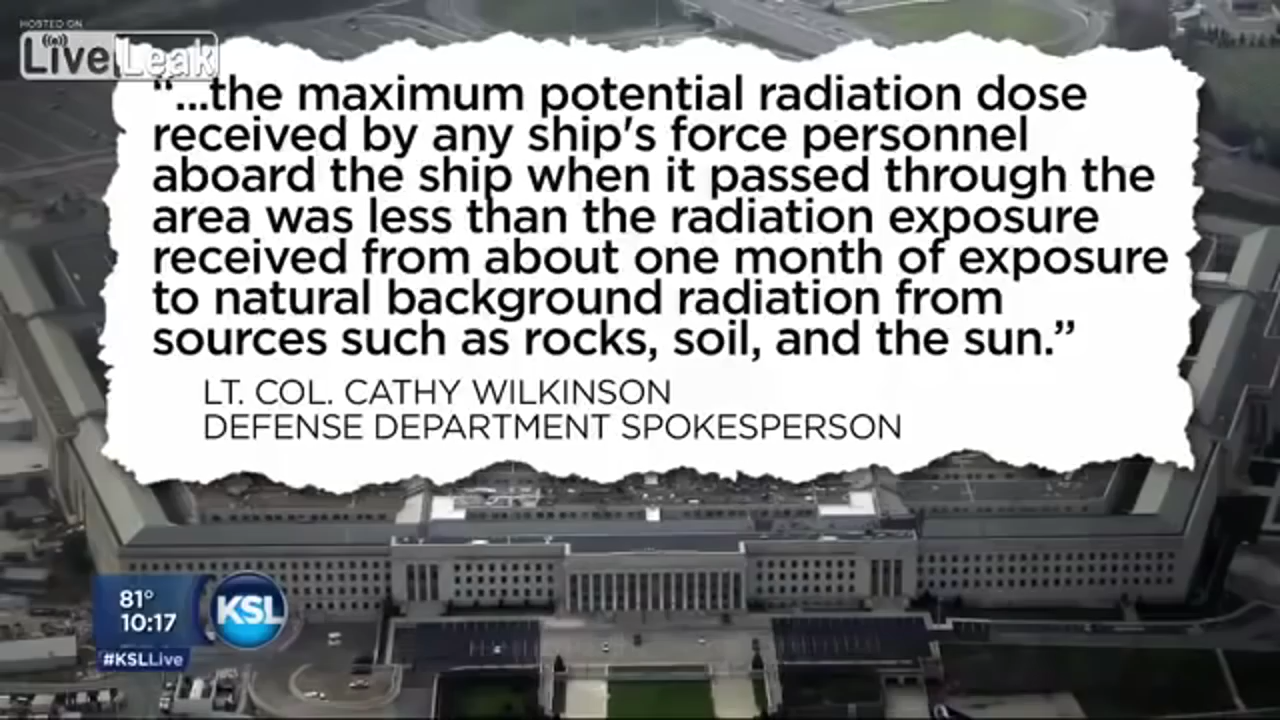 HOSTED ON
LiveLeak
“...the maximum potential radiation dose
received by any ship's force personnel
aboard the ship when it passed through the
area was less than the radiation exposure
received from about one month of exposure
to natural background radiation from
sources such as rocks, soil, and the sun.”
LT. COL. CATHY WILKINSON
DEFENSE DEPARTMENT SPOKESPERSON
81°
10:17
KSL
#KSLLive